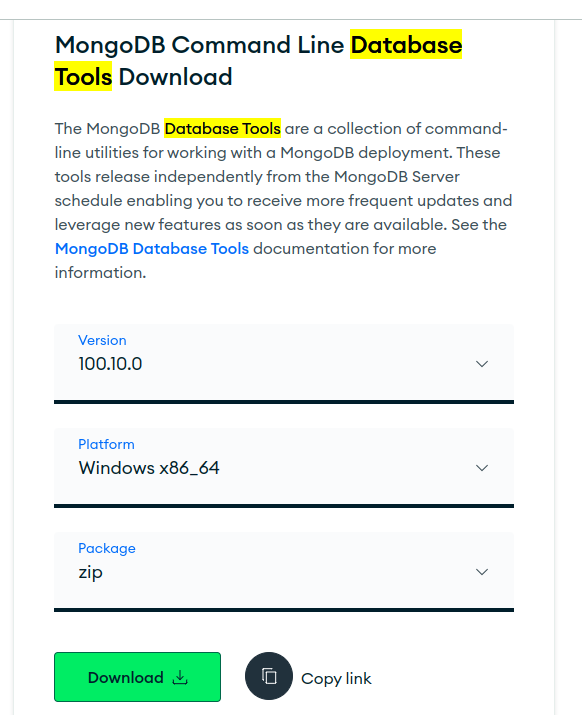 MongoDB Command Line Database
Tools Download
The MongoDB Database Tools are a collection of command-
line utilities for working with a MongoDB deployment. These
tools release independently from the MongoDB Server
schedule enabling you to receive more frequent updates and
leverage new features as soon as they are available. See the
MongoDB Database Tools documentation for more
information.
Version
100.10.0
Platform
Windows x86_64
Package
zip
Download
Copy link